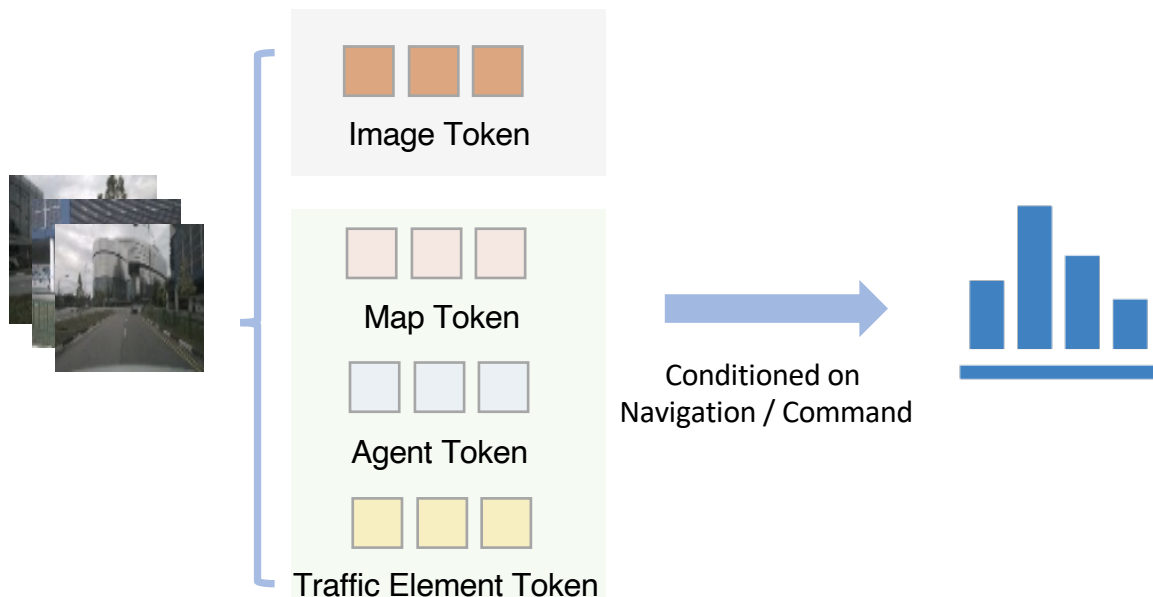 Image Token
Map Token
Agent Token
Traffic Element Token
Conditioned on
Navigation / Command